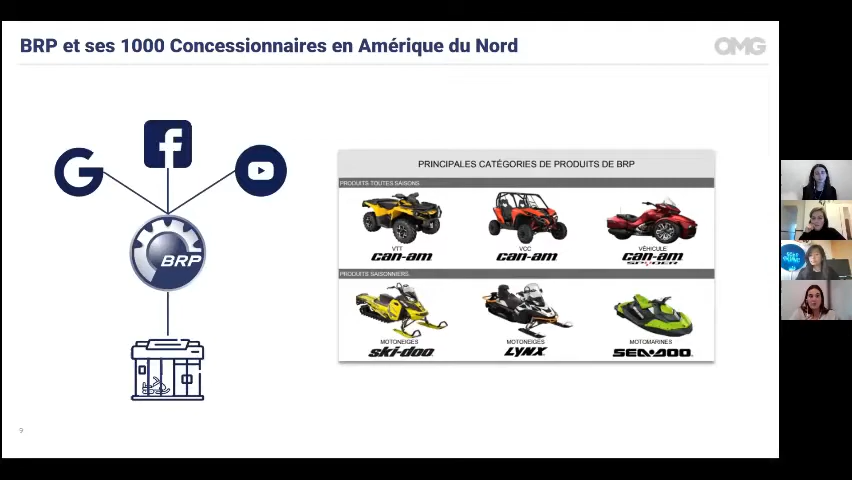 BRP et ses 1000 Concessionnaires en Amérique du Nord
OMG
G
f
BRP
PRINCIPALES CATÉGORIES DE PRODUITS DE BRP
PRODUITS TOUTES SAISONS.
VTT
can-am
VCC
can-am
VÉHICULE
can-am
SPYDER
PRODUITS SAISONNIERS.
MOTONEIGES
ski-doo
MOTONEIGES
LYNX
MOTOMARINES
SEA-DOO
9